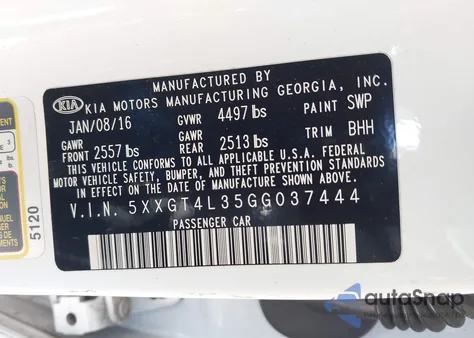 MANUFACTURED BY
KIA KIA MOTORS MANUFACTURING GEORGIA, INC.
JAN/08/16 GVWR 4497 lbs PAINT SWP
GAWR FRONT 2557 lbs GAWR REAR 2513 lbs TRIM BHH
THIS VEHICLE CONFORMS TO ALL APPLICABLE U.S.A. FEDERAL
MOTOR VEHICLE SAFETY, BUMPER, AND THEFT PREVENTION
STANDARDS IN EFFECT ON THE DATE OF MANUFACTURE
SHOWN ABOVE.
V.I.N. 5XXGT4L35GG037444
PASSENGER CAR
5120
3
autoSnap